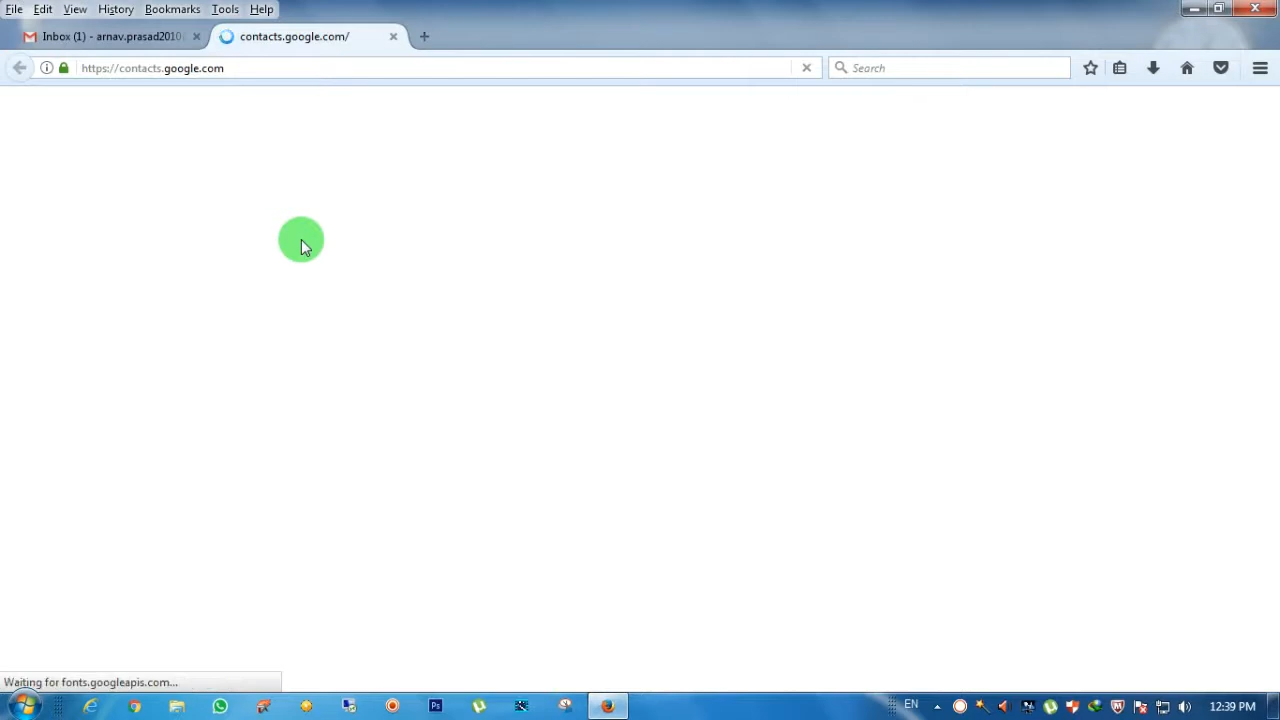 File Edit View History Bookmarks Tools Help
Inbox (1) - arnav.prasad2010
contacts.google.com/
https://contacts.google.com
Search
Waiting for fonts.googleapis.com...
Ps
EN
12:39 PM